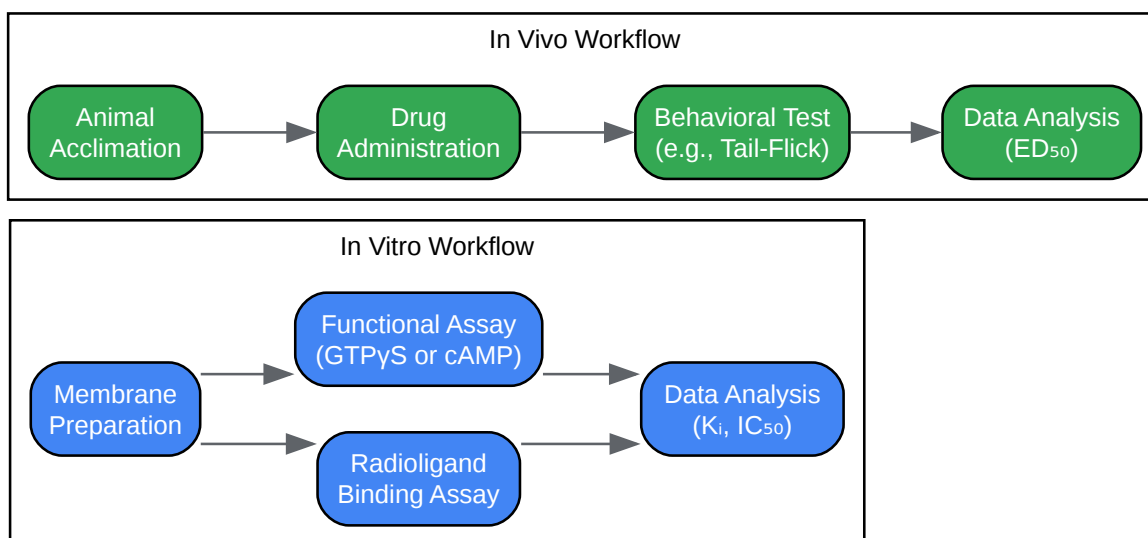 In Vivo Workflow
Animal
Acclimation
Drug
Administration
Behavioral Test
(e.g., Tail-Flick)
Data Analysis
(ED₅₀)
In Vitro Workflow
Functional Assay
(GTPγS or cAMP)
Membrane
Preparation
Data Analysis
(Kᵢ, IC₅₀)
Radioligand
Binding Assay